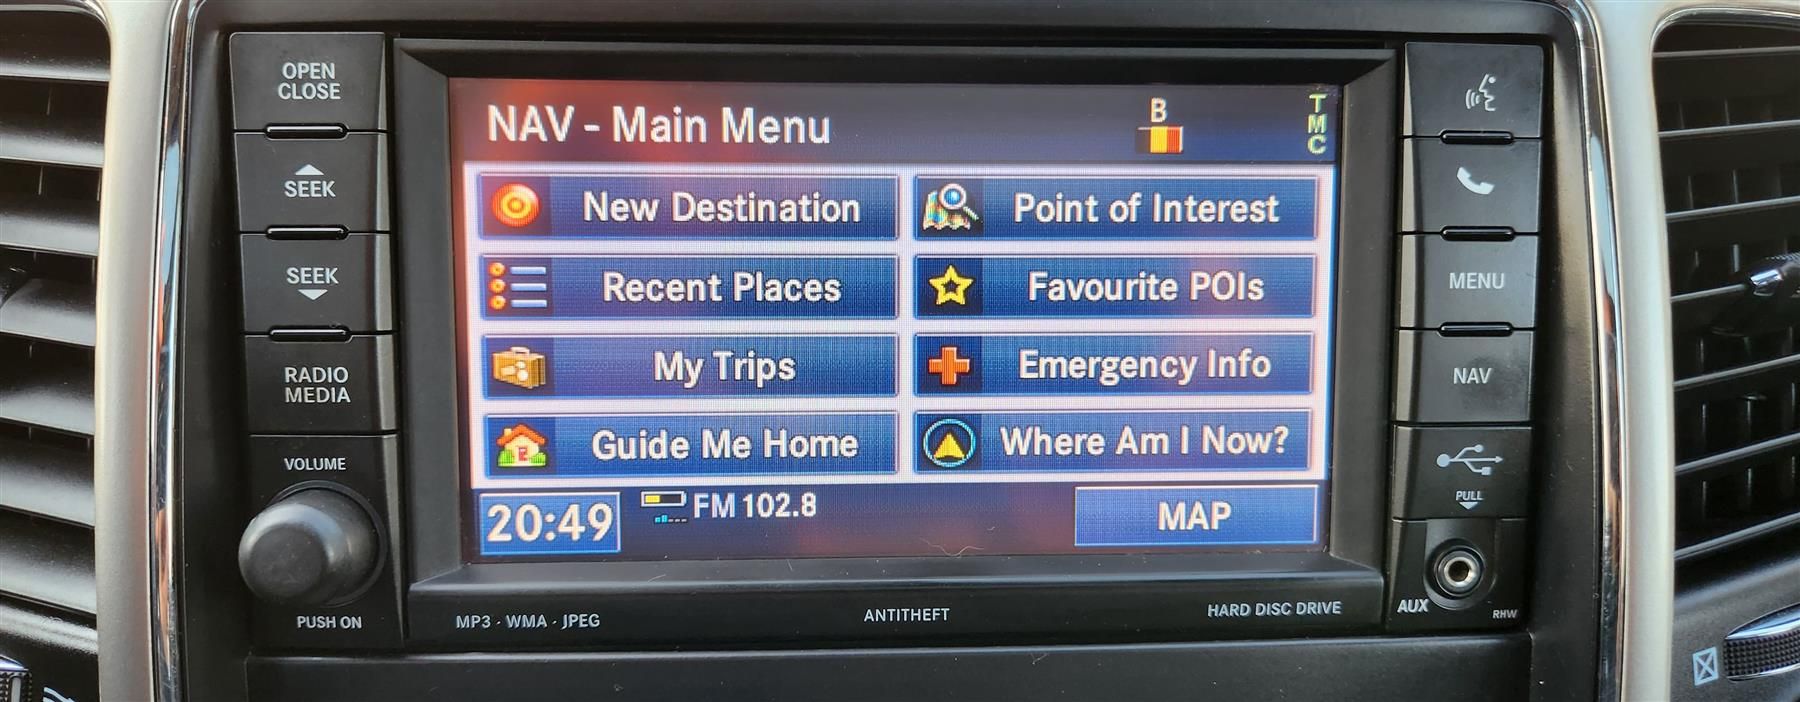 OPEN
CLOSE
SEEK
SEEK
RADIO
MEDIA
VOLUME
PUSH ON
NAV - Main Menu
B
TMC
New Destination
Point of Interest
Recent Places
Favourite POIs
My Trips
Emergency Info
Guide Me Home
Where Am I Now?
20:49
FM 102.8
MAP
MP3 · WMA · JPEG
ANTITHEFT
HARD DISC DRIVE
MENU
NAV
PULL
AUX
RHW